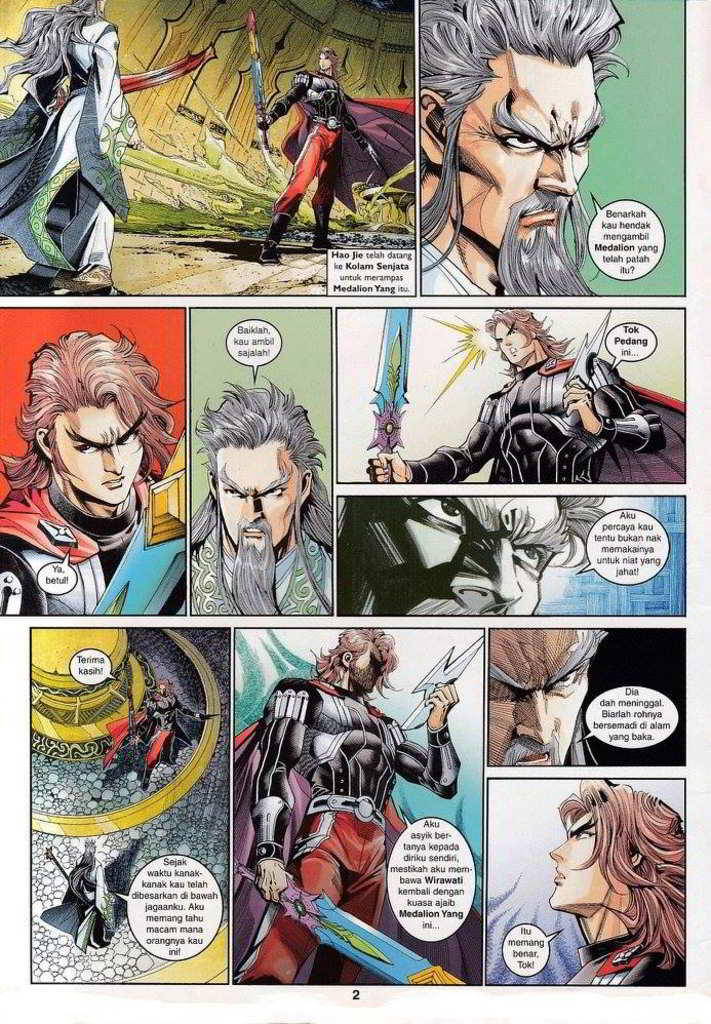 Hao Jie telah datang
ke Kolam Senjata
untuk merampas
Medalion Yang itu.
Benarkah
kau hendak
mengambil
Medalion yang
telah patah
itu?
Ya,
betul!
Baiklah,
kau ambil
sajalah!
Tok
Pedang
ini...
Aku
percaya kau
tentu bukan nak
memakainya
untuk niat yang
jahat!
Terima
kasih!
Sejak
waktu kanak-
kanak kau telah
dibesarkan di bawah
jagaanku. Aku
memang tahu
macam mana
orangnya kau
ini!
Aku
asyik ber-
tanya kepada
diriku sendiri,
mestikah aku mem-
bawa Wirawati
kembali dengan
kuasa ajaib
Medalion Yang
ini...
Dia
dah meninggal.
Biarlah rohnya
bersemadi di alam
yang baka.
Itu
memang
benar,
Tok!
2